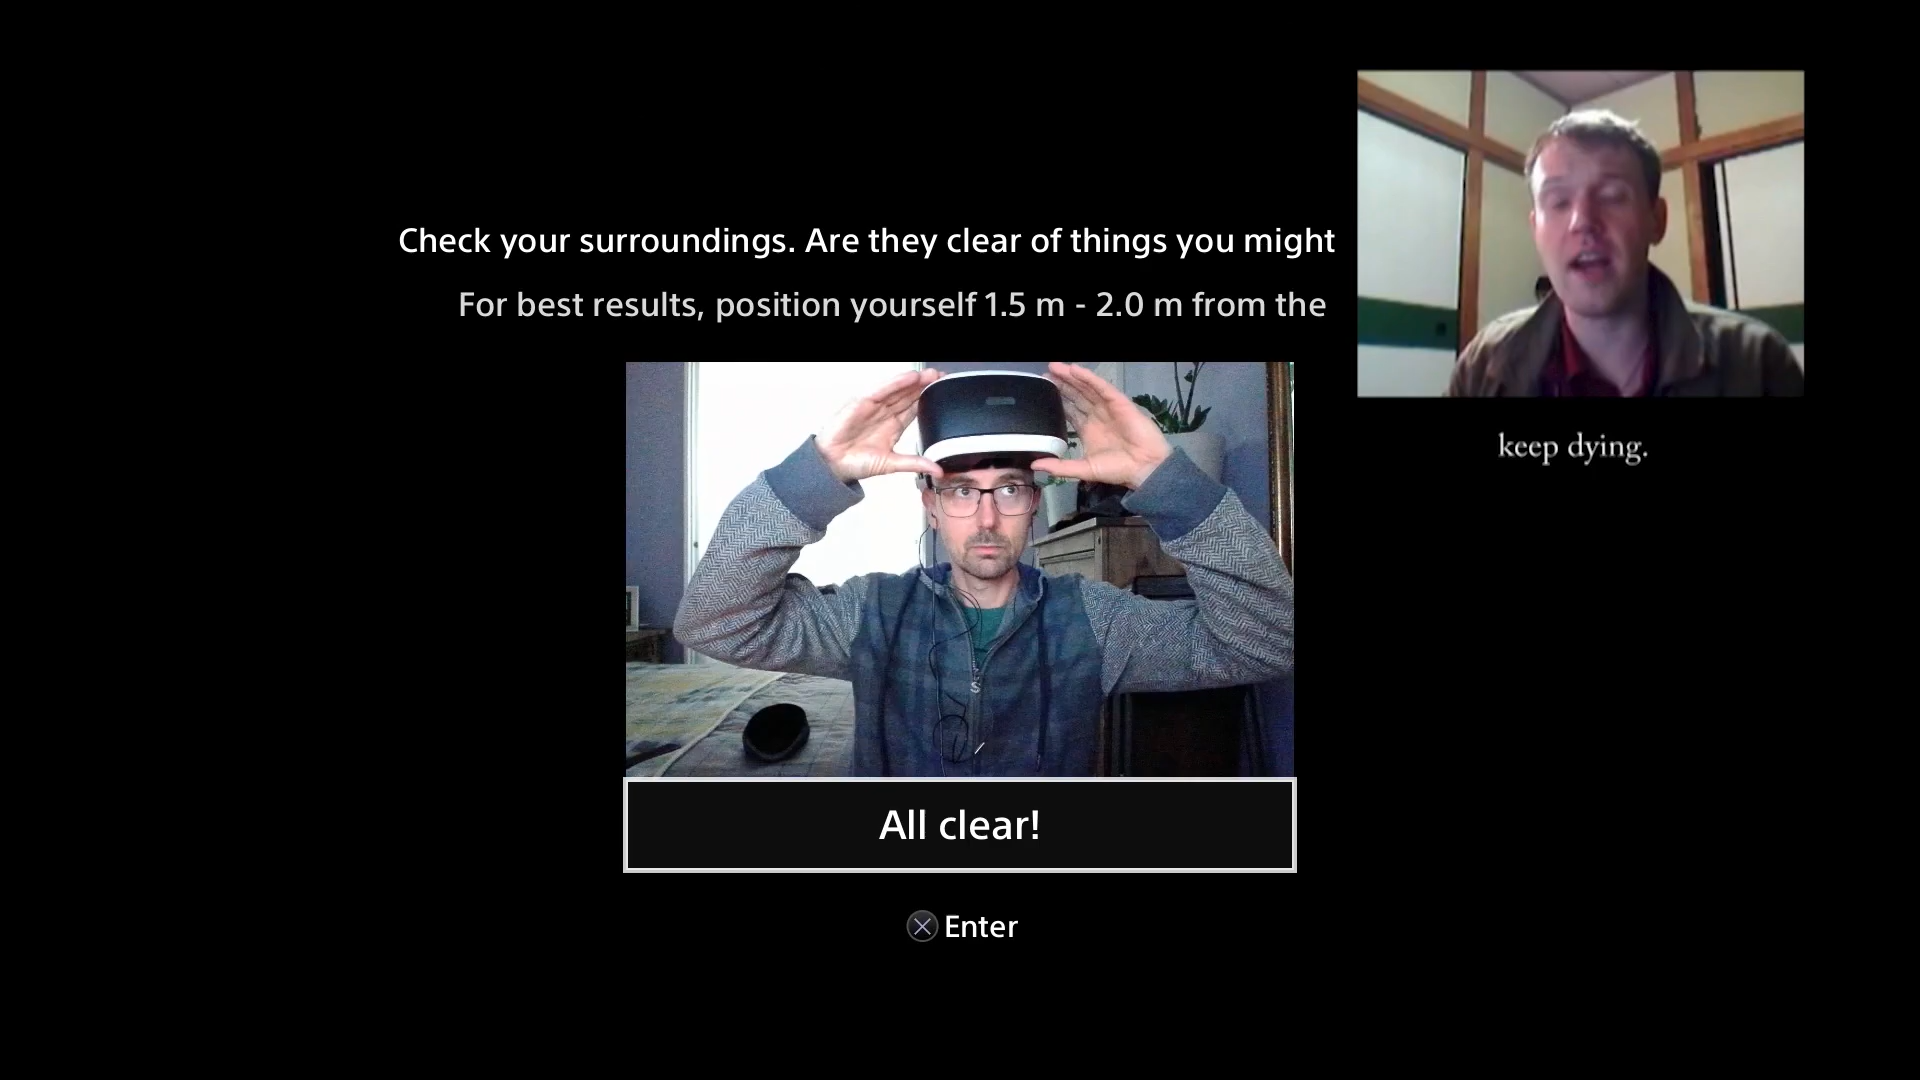 Check your surroundings. Are they clear of things you might
For best results, position yourself 1.5 m - 2.0 m from the
keep dying.
All clear!
Enter